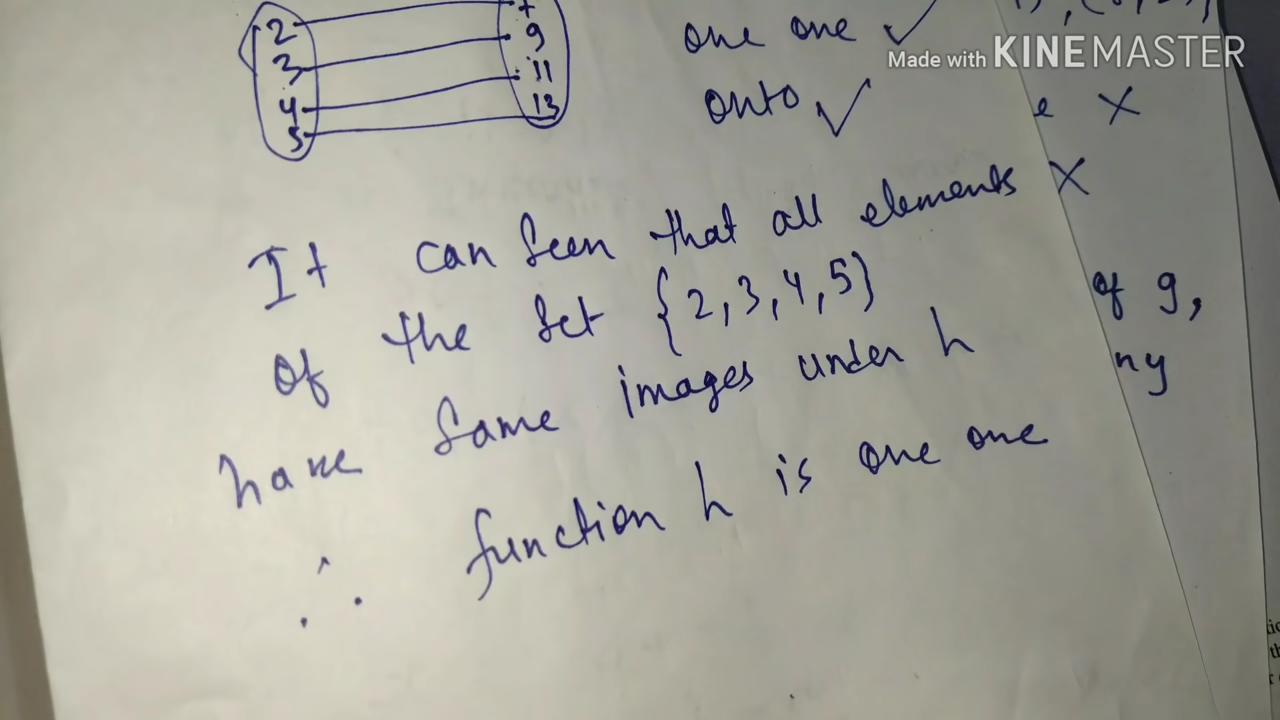 2 9
3 11
4 13
5
one one ✓
onto ✓
Made with KINEMASTER
e X
X
It can seen that all elements
of the set {2,3,4,5}
have same images under h
∴ function h is one one
of g,
ny